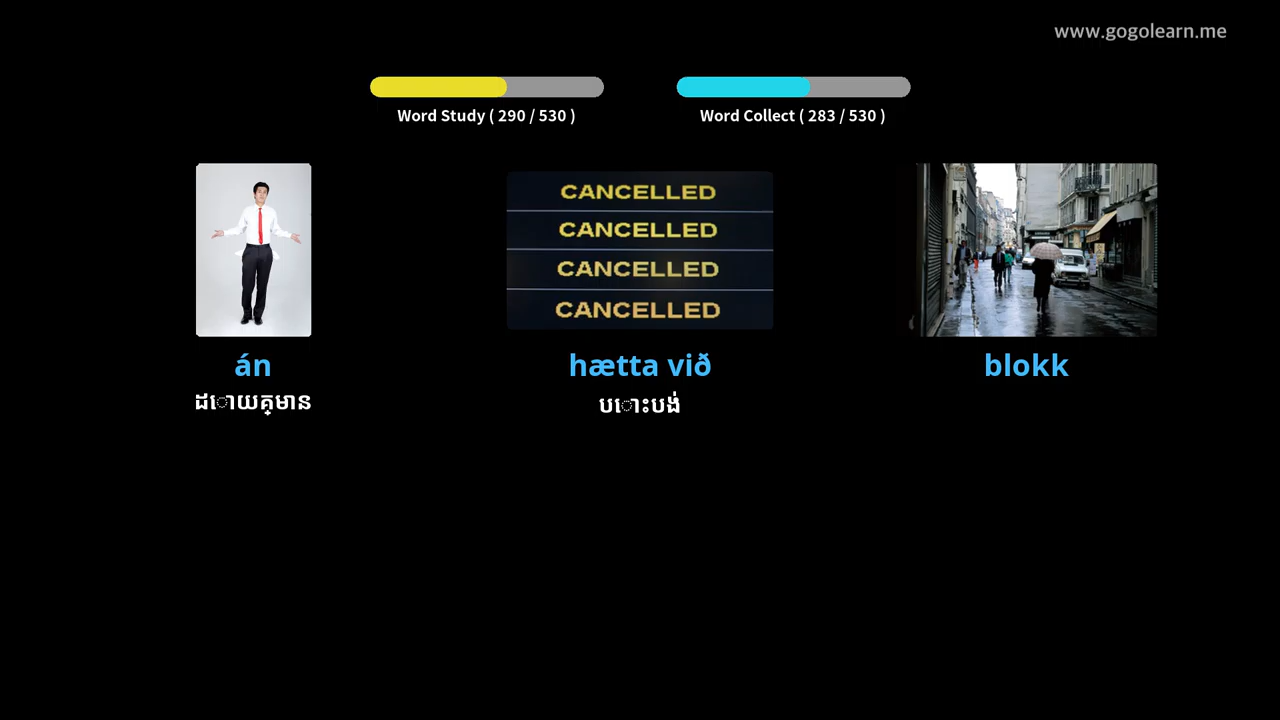 www.gogolearn.me
Word Study ( 290 / 530 )
Word Collect ( 283 / 530 )
CANCELLED
CANCELLED
CANCELLED
CANCELLED
án
hætta við
blokk
ដោយគ្មាន
បោះបង់